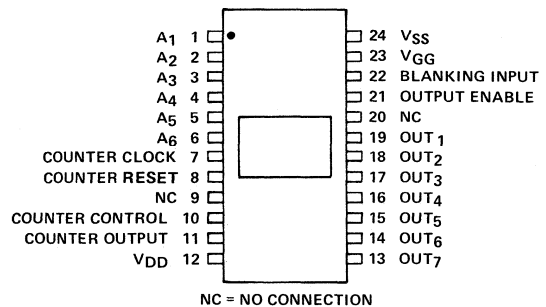 A1 1
A2 2
A3 3
A4 4
A5 5
A6 6
COUNTER CLOCK 7
COUNTER RESET 8
NC 9
COUNTER CONTROL 10
COUNTER OUTPUT 11
VDD 12
24 VSS
23 VGG
22 BLANKING INPUT
21 OUTPUT ENABLE
20 NC
19 OUT1
18 OUT2
17 OUT3
16 OUT4
15 OUT5
14 OUT6
13 OUT7
NC = NO CONNECTION